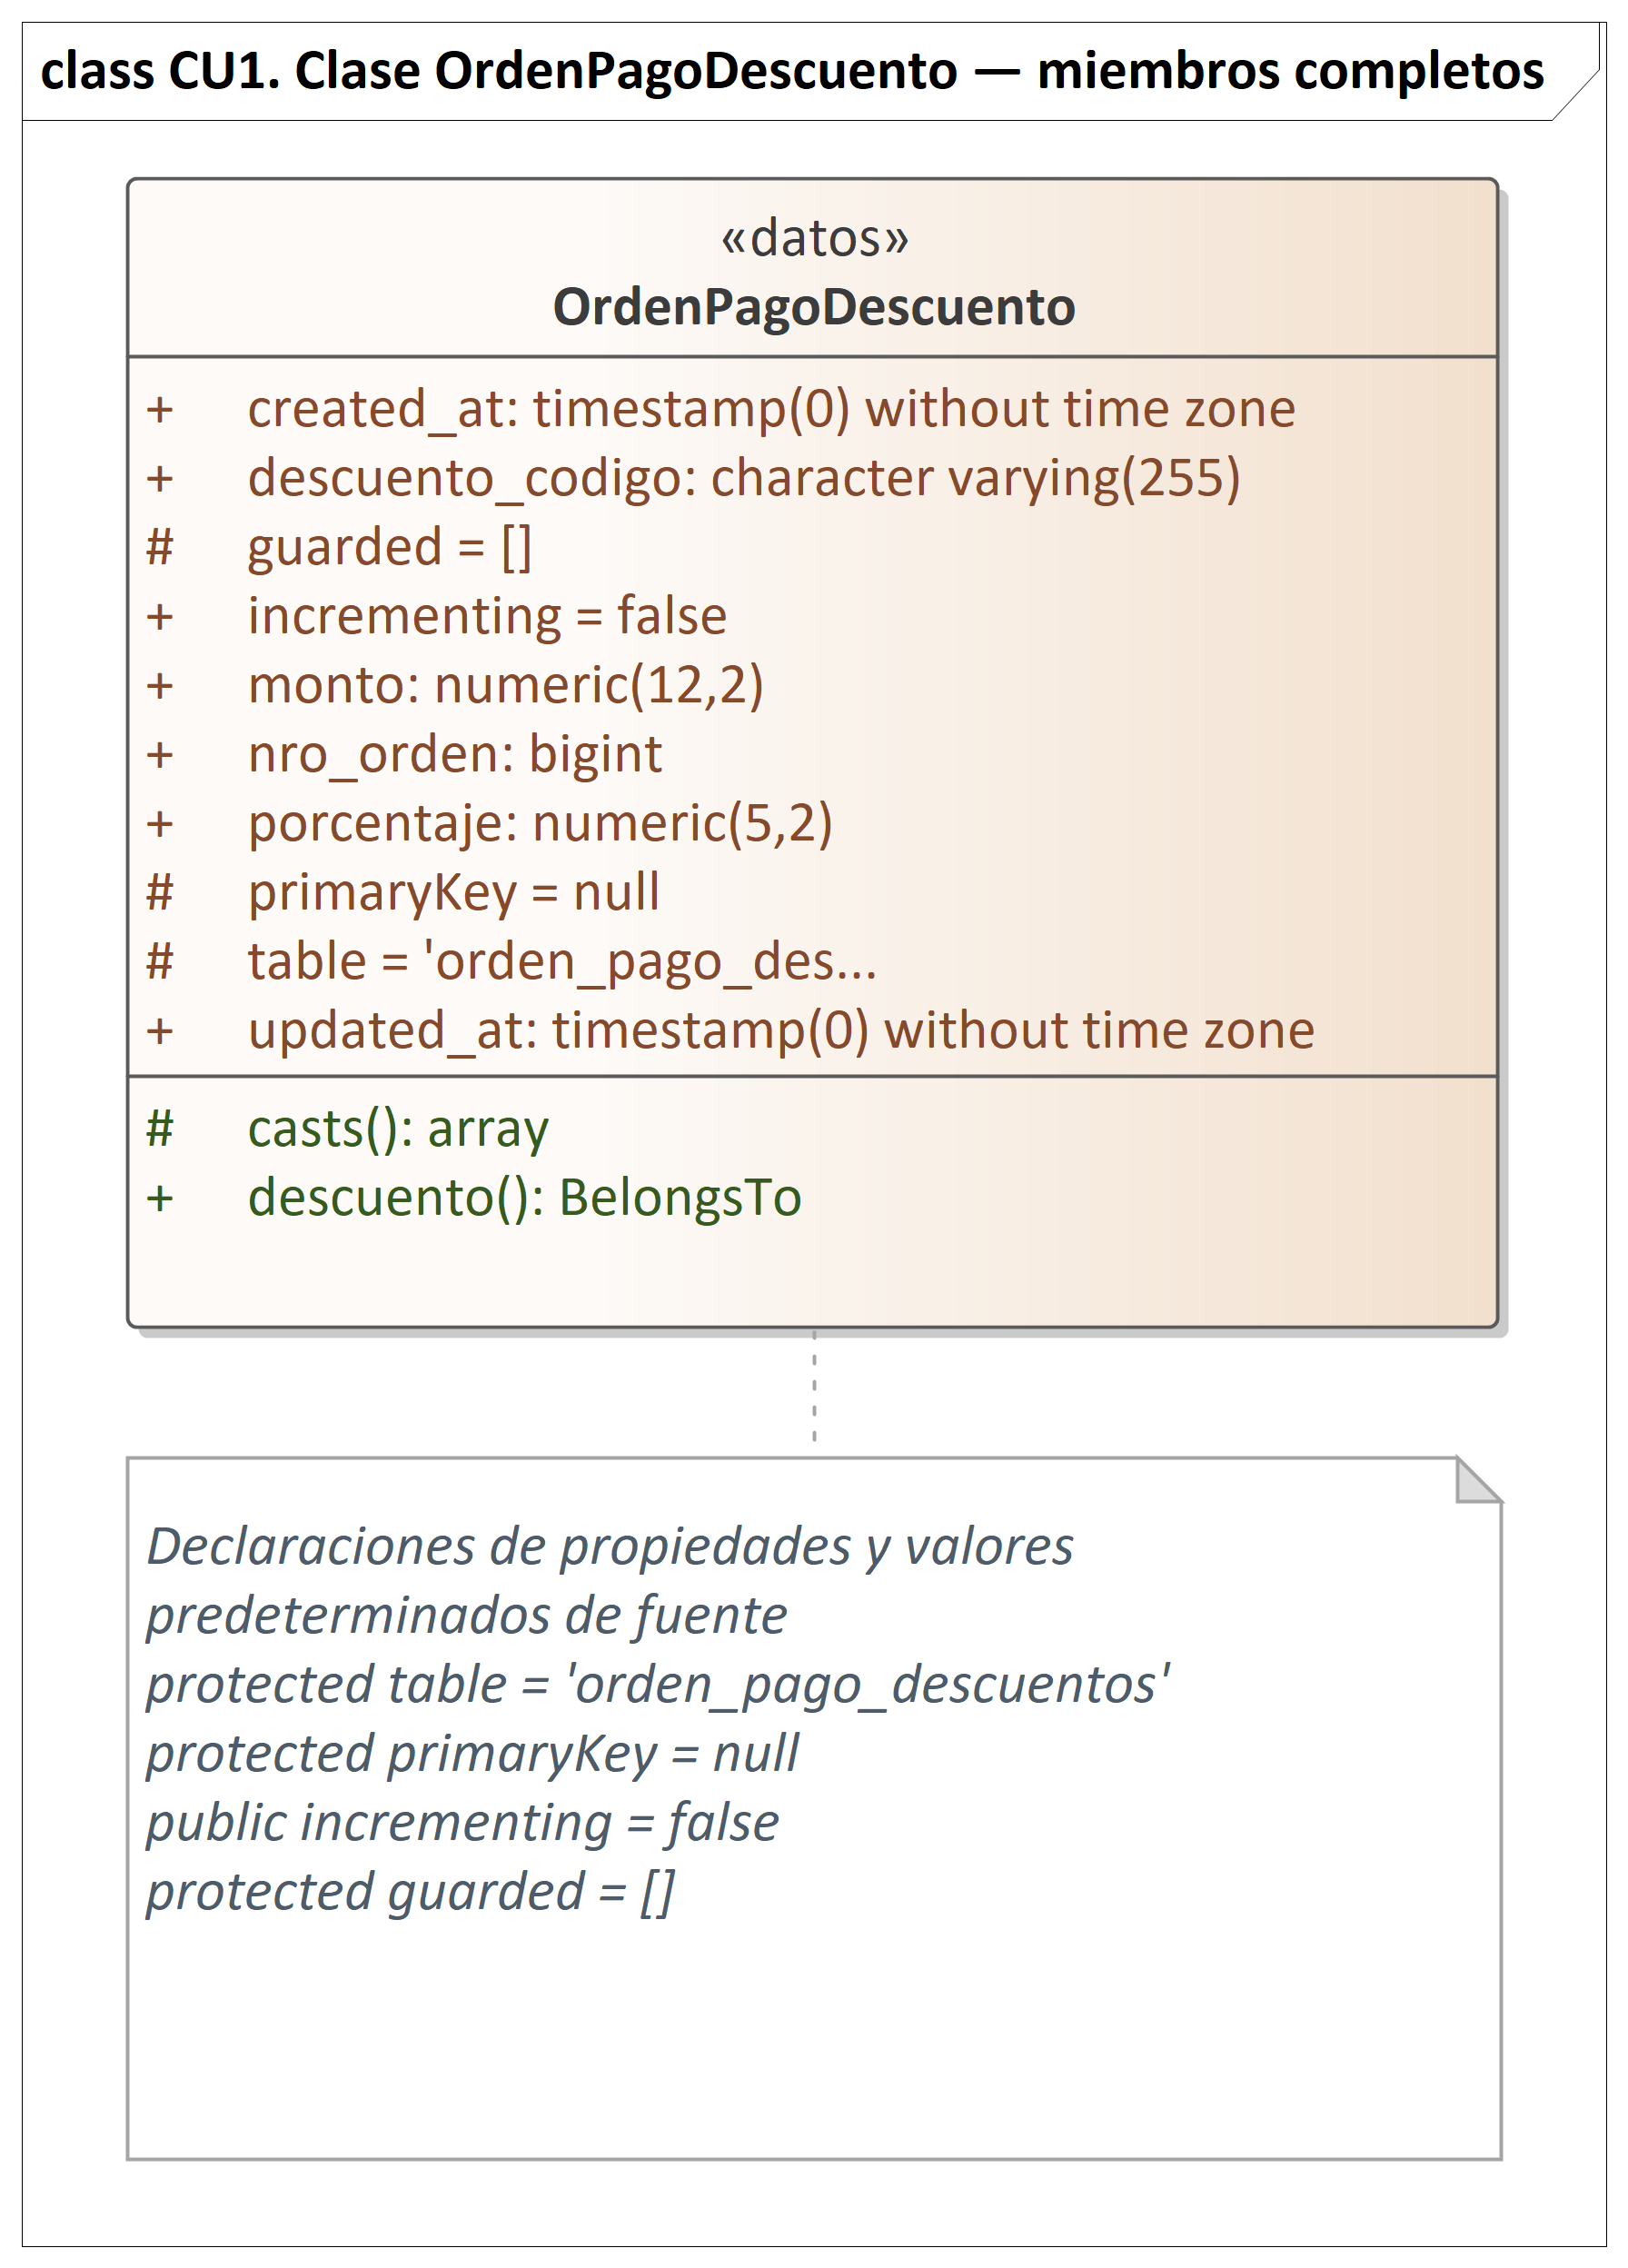 class CU1. Clase OrdenPagoDescuento — miembros completos
«datos»
OrdenPagoDescuento
+ created_at: timestamp(0) without time zone
+ descuento_codigo: character varying(255)
# guarded = []
+ incrementing = false
+ monto: numeric(12,2)
+ nro_orden: bigint
+ porcentaje: numeric(5,2)
# primaryKey = null
# table = 'orden_pago_des...
+ updated_at: timestamp(0) without time zone
# casts(): array
+ descuento(): BelongsTo
Declaraciones de propiedades y valores
predeterminados de fuente
protected table = 'orden_pago_descuentos'
protected primaryKey = null
public incrementing = false
protected guarded = []